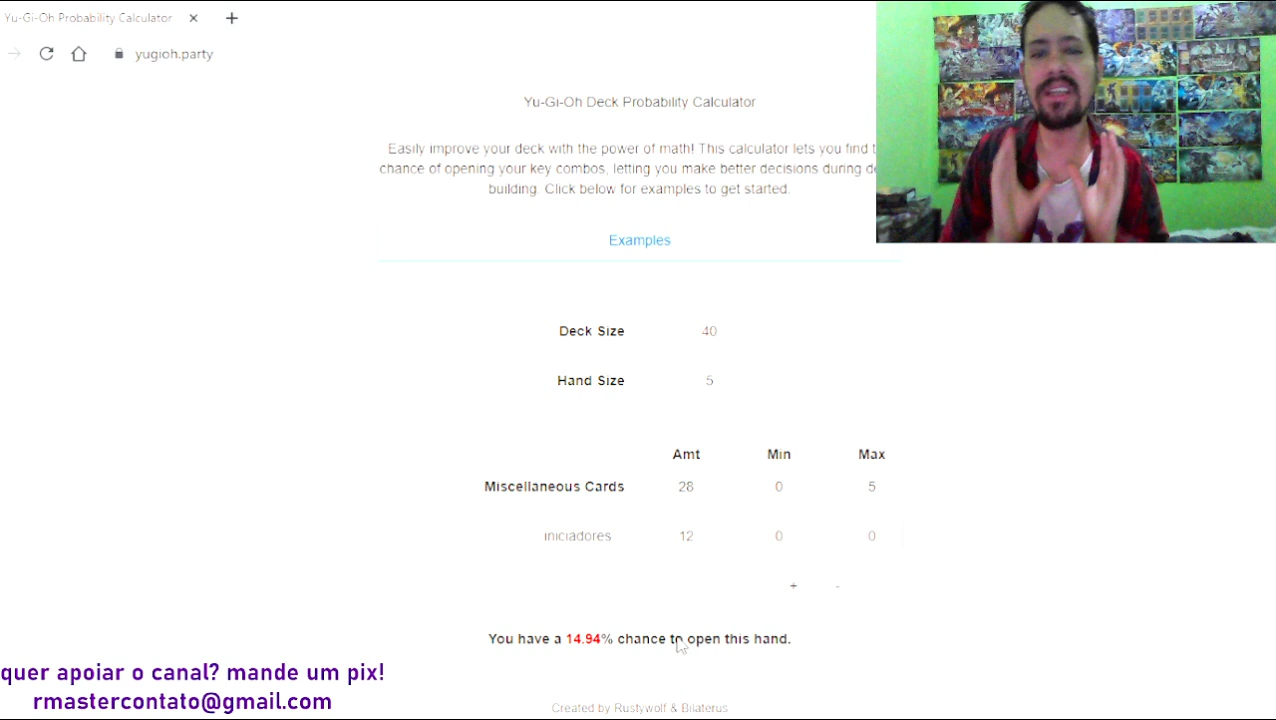 Yu-Gi-Oh Probability Calculator
yugioh.party
Yu-Gi-Oh Deck Probability Calculator
Easily improve your deck with the power of math! This calculator lets you find t
chance of opening your key combos, letting you make better decisions during de
building. Click below for examples to get started.
Examples
Deck Size 40
Hand Size 5
Amt Min Max
Miscellaneous Cards 28 0 5
iniciadores 12 0 0
+ -
You have a 14.94% chance to open this hand.
quer apoiar o canal? mande um pix!
rmastercontato@gmail.com
Created by Rustywolf & Bilaterus